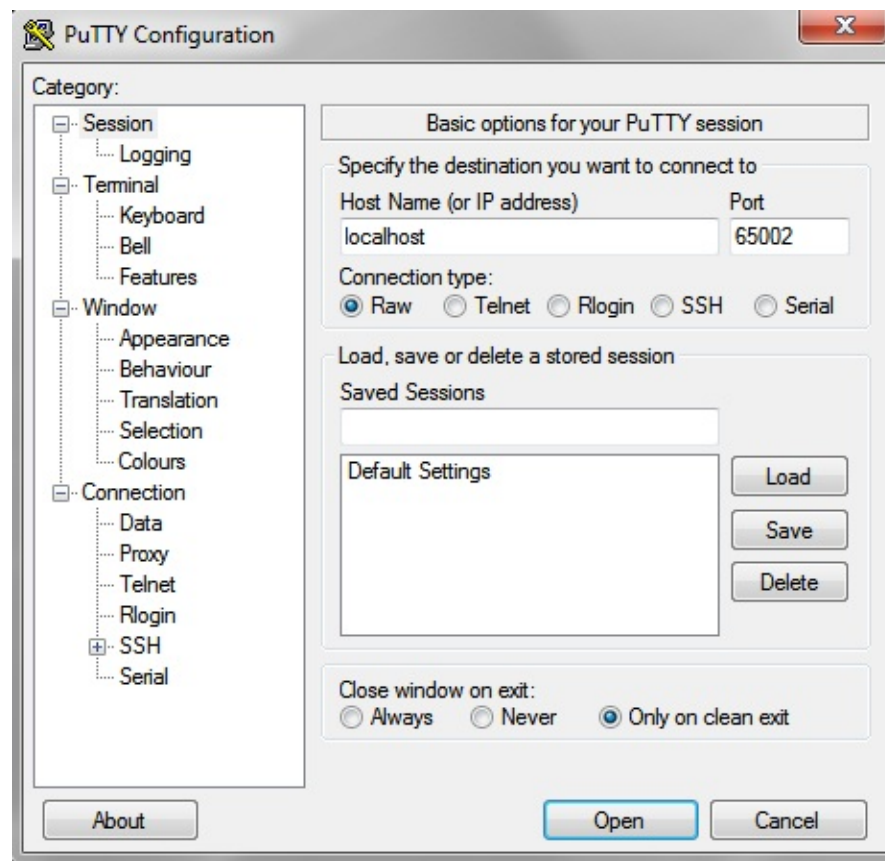 PuTTY Configuration
Category:
Session
Logging
Terminal
Keyboard
Bell
Features
Window
Appearance
Behaviour
Translation
Selection
Colours
Connection
Data
Proxy
Telnet
Rlogin
SSH
Serial
Basic options for your PuTTY session
Specify the destination you want to connect to
Host Name (or IP address) Port
localhost 65002
Connection type:
Raw Telnet Rlogin SSH Serial
Load, save or delete a stored session
Saved Sessions
Default Settings
Load
Save
Delete
Close window on exit:
Always Never Only on clean exit
About Open Cancel